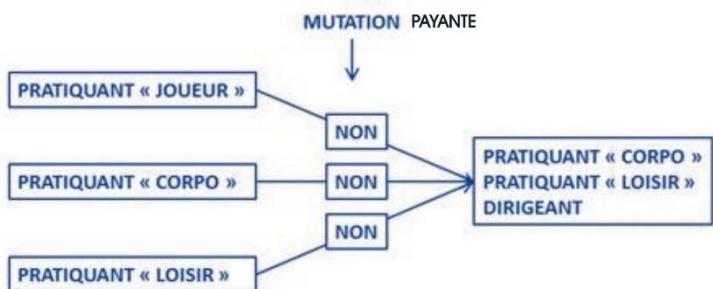 MUTATION PAYANTE
PRATIQUANT « JOUEUR »
NON
PRATIQUANT « CORPO »
NON
NON
PRATIQUANT « LOISIR »
PRATIQUANT « CORPO »
PRATIQUANT « LOISIR »
DIRIGEANT